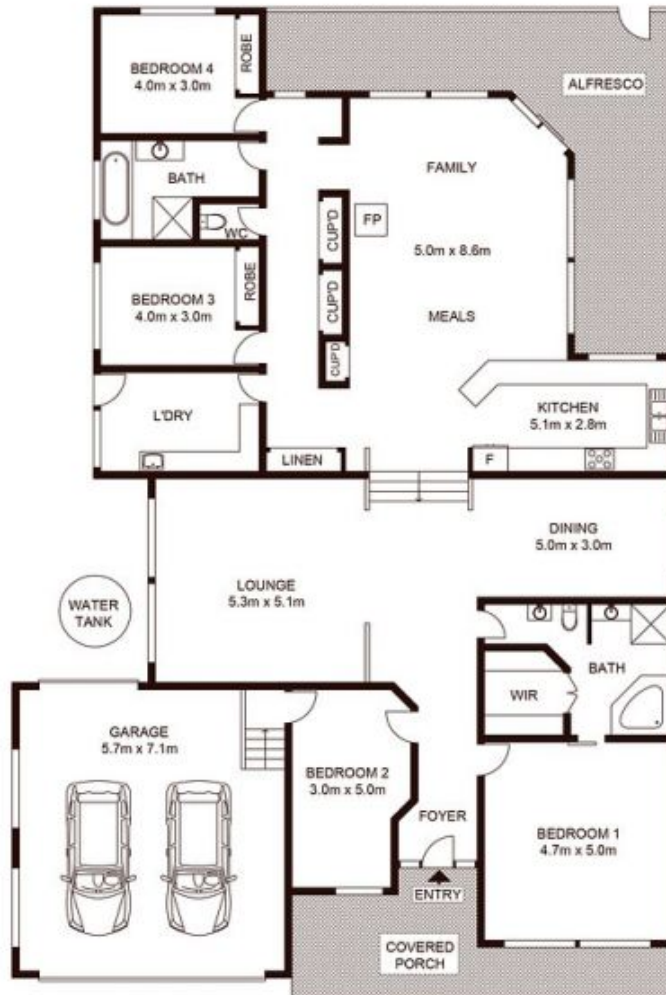 BEDROOM 4
4.0m x 3.0m
ROBE
ALFRESCO
BATH
FAMILY
WC
CUP'D
FP
5.0m x 8.6m
BEDROOM 3
4.0m x 3.0m
ROBE
CUP'D
MEALS
CUP'D
L'DRY
KITCHEN
5.1m x 2.8m
LINEN
F
DINING
5.0m x 3.0m
LOUNGE
5.3m x 5.1m
WATER
TANK
BATH
WIR
GARAGE
5.7m x 7.1m
BEDROOM 2
3.0m x 5.0m
FOYER
BEDROOM 1
4.7m x 5.0m
ENTRY
COVERED
PORCH